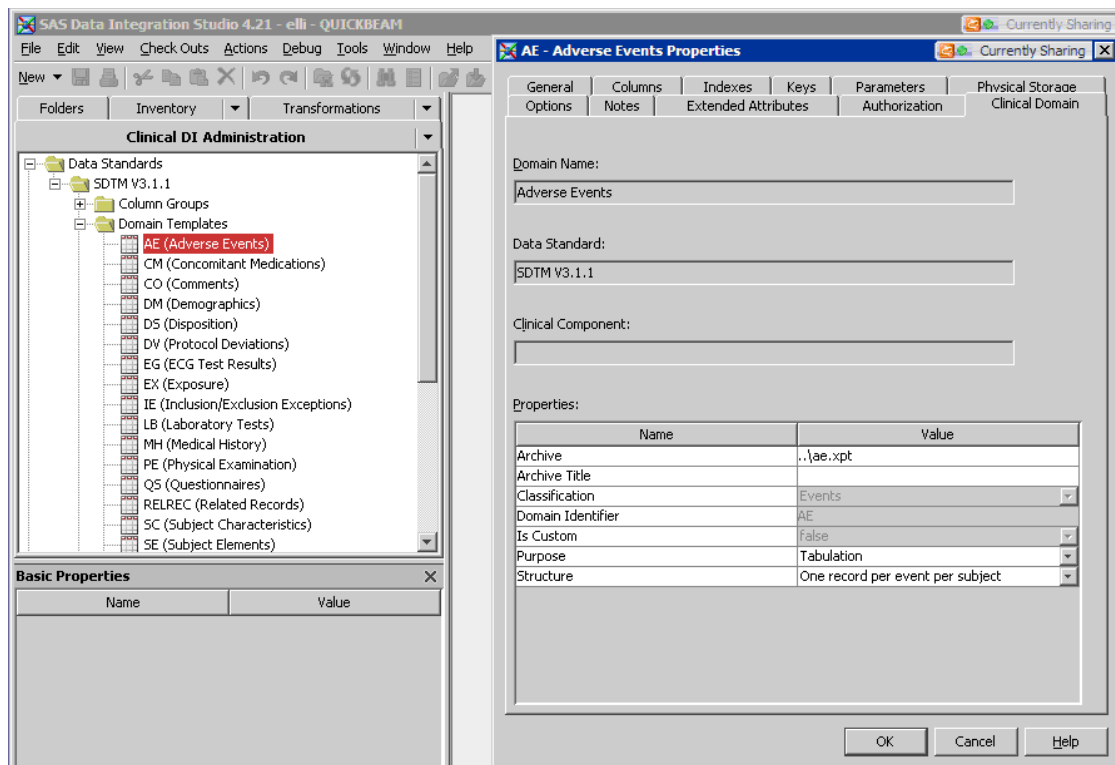 SAS Data Integration Studio 4.21 - elli - QUICKBEAM
Currently Sharing
File Edit View Check Outs Actions Debug Tools Window Help
New
Folders Inventory Transformations
Clinical DI Administration
Data Standards
SDTM V3.1.1
Column Groups
Domain Templates
AE (Adverse Events)
CM (Concomitant Medications)
CO (Comments)
DM (Demographics)
DS (Disposition)
DV (Protocol Deviations)
EG (ECG Test Results)
EX (Exposure)
IE (Inclusion/Exclusion Exceptions)
LB (Laboratory Tests)
MH (Medical History)
PE (Physical Examination)
QS (Questionnaires)
RELREC (Related Records)
SC (Subject Characteristics)
SE (Subject Elements)
Basic Properties
Name Value
AE - Adverse Events Properties
Currently Sharing
General Columns Indexes Keys Parameters Physical Storage
Options Notes Extended Attributes Authorization Clinical Domain
Domain Name:
Adverse Events
Data Standard:
SDTM V3.1.1
Clinical Component:
Properties:
Name Value
Archive ..\ae.xpt
Archive Title
Classification Events
Domain Identifier AE
Is Custom false
Purpose Tabulation
Structure One record per event per subject
OK Cancel Help